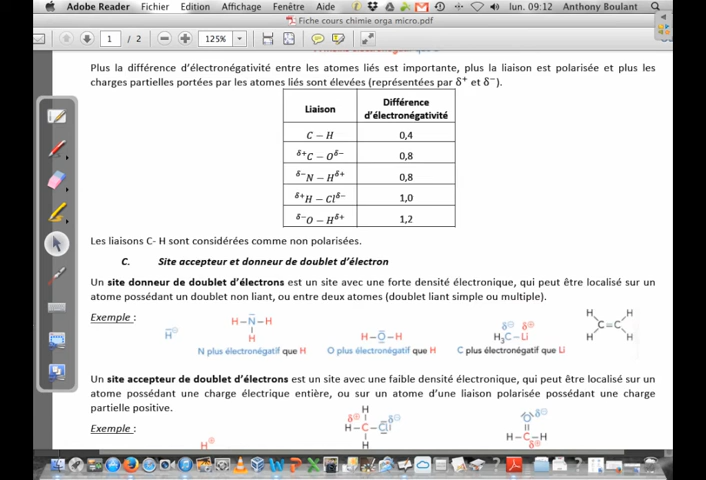 Adobe Reader Fichier Edition Affichage Fenêtre Aide lun. 09:12 Anthony Boulant
Fiche cours chimie orga micro.pdf
1 / 2 125%
Plus la différence d'électronégativité entre les atomes liés est importante, plus la liaison est polarisée et plus les
charges partielles portées par les atomes liés sont élevées (représentées par δ⁺ et δ⁻).
Liaison Différence d'électronégativité
C – H 0,4
δ+C – Oδ− 0,8
δ−N – Hδ+ 0,8
δ+H – Clδ− 1,0
δ−O – Hδ+ 1,2
Les liaisons C- H sont considérées comme non polarisées.
C. Site accepteur et donneur de doublet d'électron
Un site donneur de doublet d'électrons est un site avec une forte densité électronique, qui peut être localisé sur un
atome possédant un doublet non liant, ou entre deux atomes (doublet liant simple ou multiple).
Exemple :
H⊖
H–N–H
H
N plus électronégatif que H
H–O–H
O plus électronégatif que H
δ⊖ δ⊕
H₃C–Li
C plus électronégatif que Li
H H
C=C
H H
Un site accepteur de doublet d'électrons est un site avec une faible densité électronique, qui peut être localisé sur un
atome possédant une charge électrique entière, ou sur un atome d'une liaison polarisée possédant une charge
partielle positive.
Exemple :
H⊕
H
δ⊕ δ⊖
H–C–Cl
H
O δ⊖
H–C–H
δ⊕